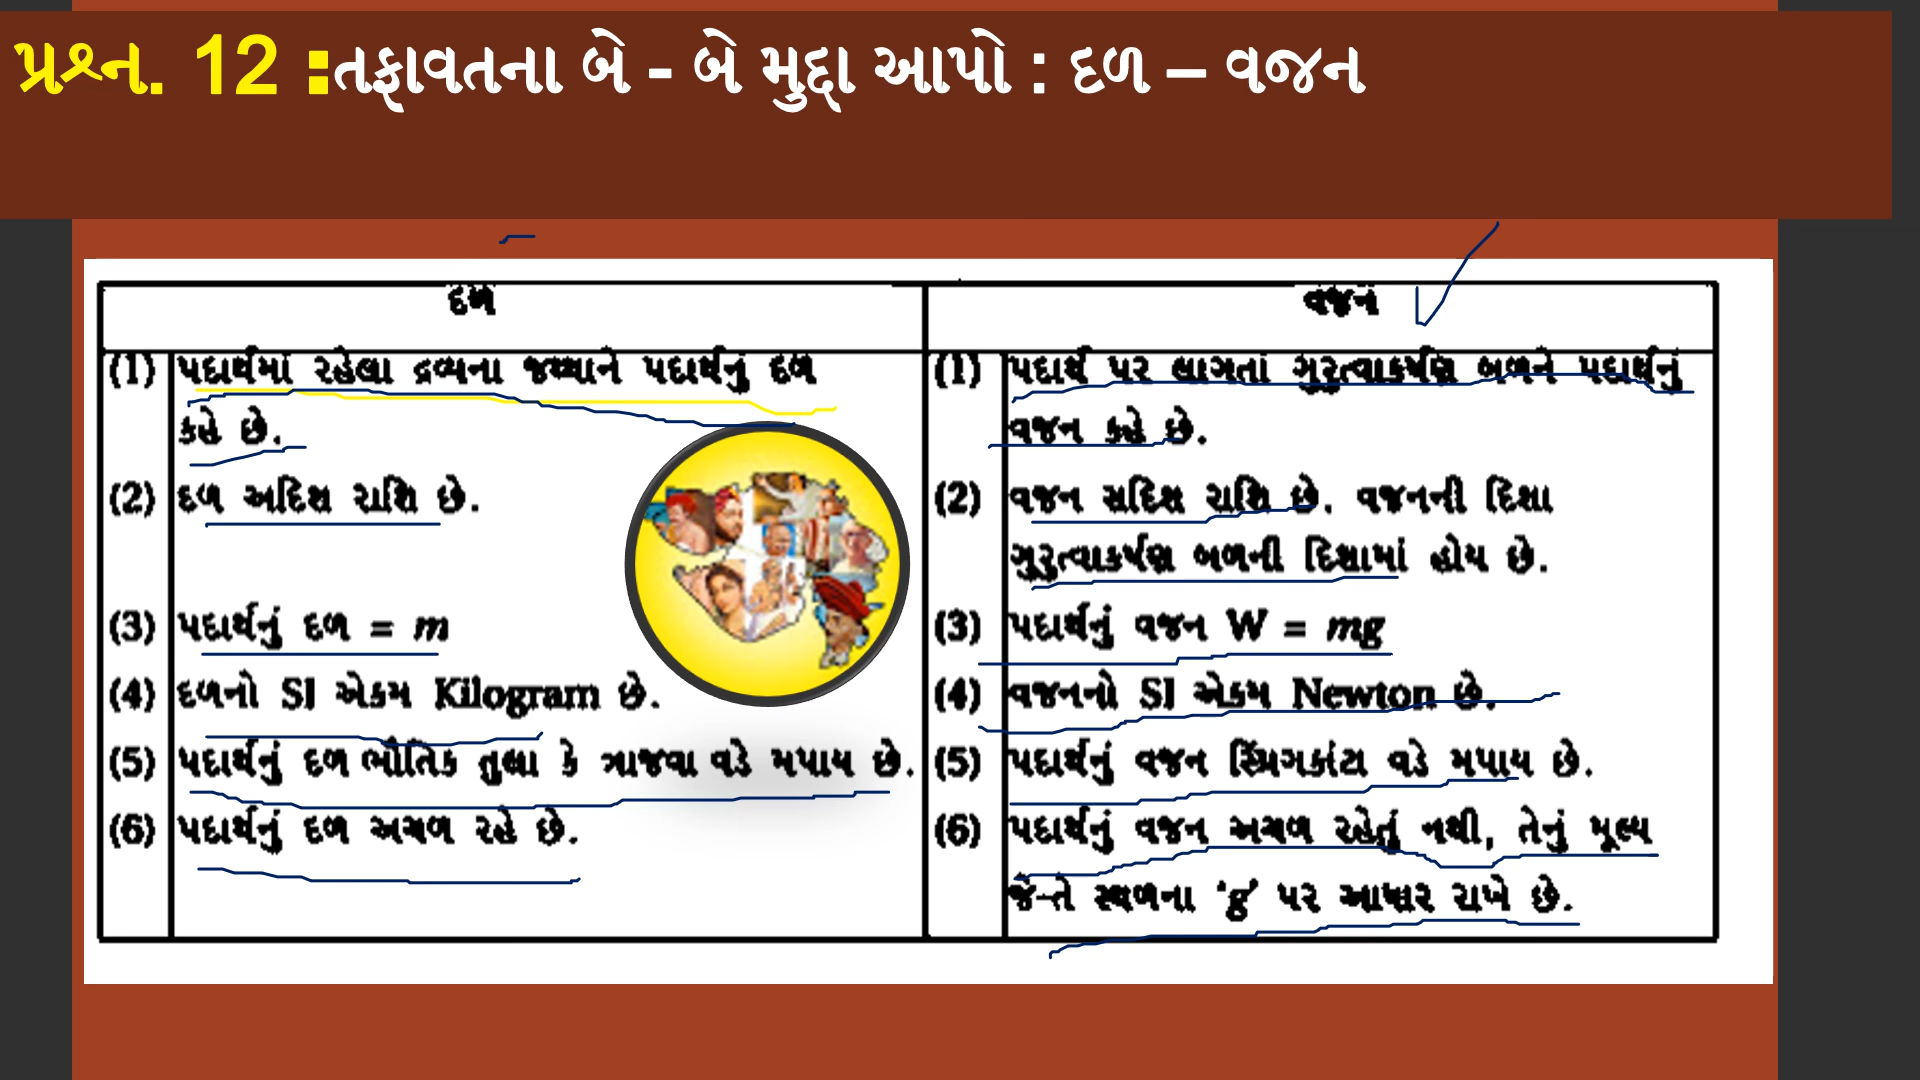 પ્રશ્ન. 12 :તફાવતના બે - બે મુદ્દા આપો : દળ – વજન
દળ
(1) પદાર્થમાં રહેલા દ્રવ્યના જથ્થાને પદાર્થનું દળ
કહે છે.
(2) દળ અદિશ રાશિ છે.
(3) પદાર્થનું દળ = m
(4) દળનો SI એકમ Kilogram છે.
(5) પદાર્થનું દળ ભૌતિક તુલા કે ત્રાજવા વડે મપાય છે.
(6) પદાર્થનું દળ અચળ રહે છે.
વજન
(1) પદાર્થ પર લાગતાં ગુરુત્વાકર્ષણ બળને પદાર્થનું
વજન કહે છે.
(2) વજન સદિશ રાશિ છે. વજનની દિશા
ગુરુત્વાકર્ષણ બળની દિશામાં હોય છે.
(3) પદાર્થનું વજન W = mg
(4) વજનનો SI એકમ Newton છે.
(5) પદાર્થનું વજન સ્પ્રિંગકાંટા વડે મપાય છે.
(6) પદાર્થનું વજન અચળ રહેતું નથી, તેનું મૂલ્ય
જે-તે સ્થળના 'g' પર આધાર રાખે છે.